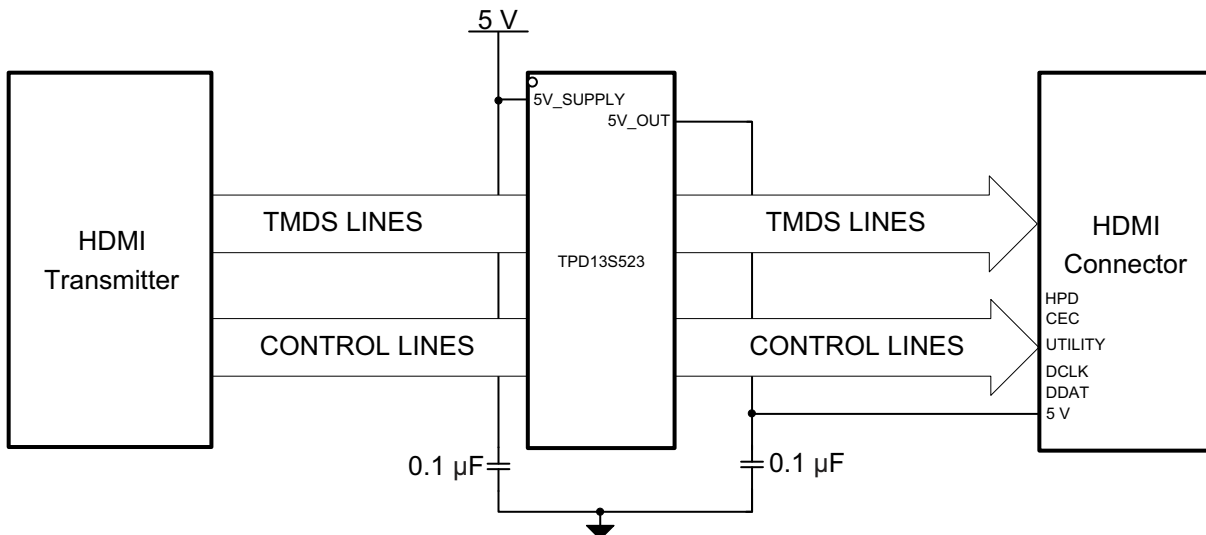 5 V
5V_SUPPLY
5V_OUT
TMDS LINES
TMDS LINES
HDMI
Transmitter
TPD13S523
HDMI
Connector
HPD
CEC
CONTROL LINES
CONTROL LINES
UTILITY
DCLK
DDAT
5 V
0.1 µF
0.1 µF